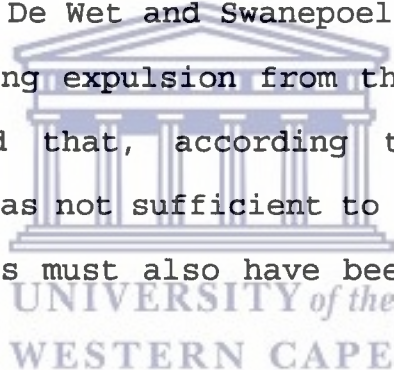 De Wet and Swanepoel
ng expulsion from th
d that, according t
as not sufficient to
s must also have bee
UNIVERSITY of the
WESTERN CAPE